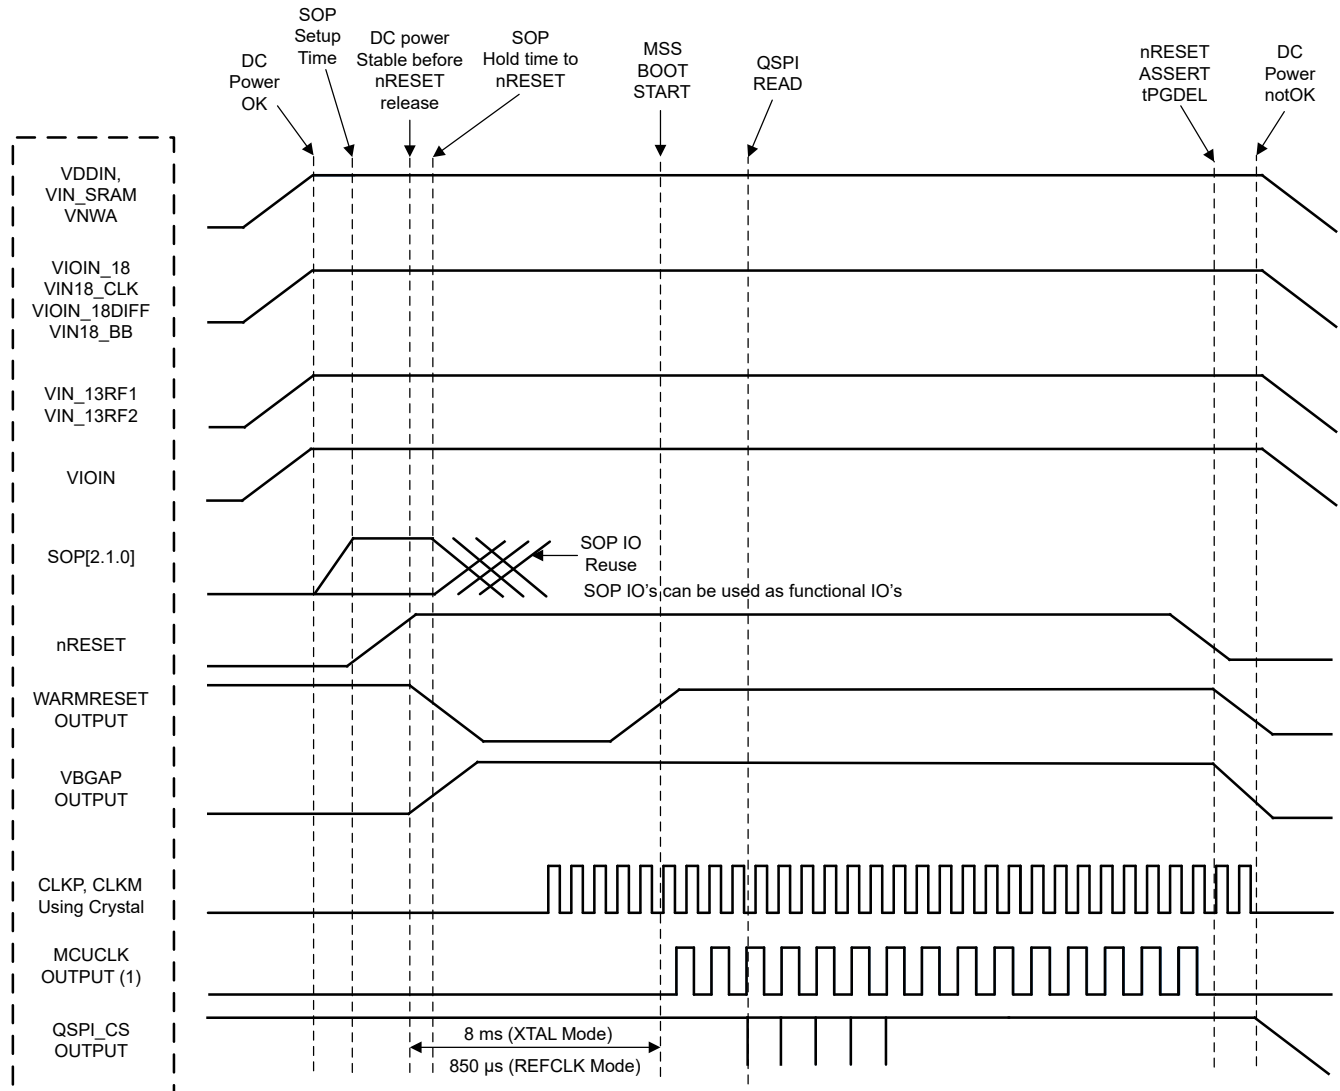 SOP
Setup
Time
DC
Power
OK
DC power
Stable before
nRESET
release
SOP
Hold time to
nRESET
MSS
BOOT
START
QSPI
READ
nRESET
ASSERT
tPGDEL
DC
Power
notOK
VDDIN,
VIN_SRAM
VNWA
VIOIN_18
VIN18_CLK
VIOIN_18DIFF
VIN18_BB
VIN_13RF1
VIN_13RF2
VIOIN
SOP[2.1.0]
SOP IO
Reuse
SOP IO's can be used as functional IO's
nRESET
WARMRESET
OUTPUT
VBGAP
OUTPUT
CLKP, CLKM
Using Crystal
MCUCLK
OUTPUT (1)
QSPI_CS
OUTPUT
8 ms (XTAL Mode)
850 µs (REFCLK Mode)